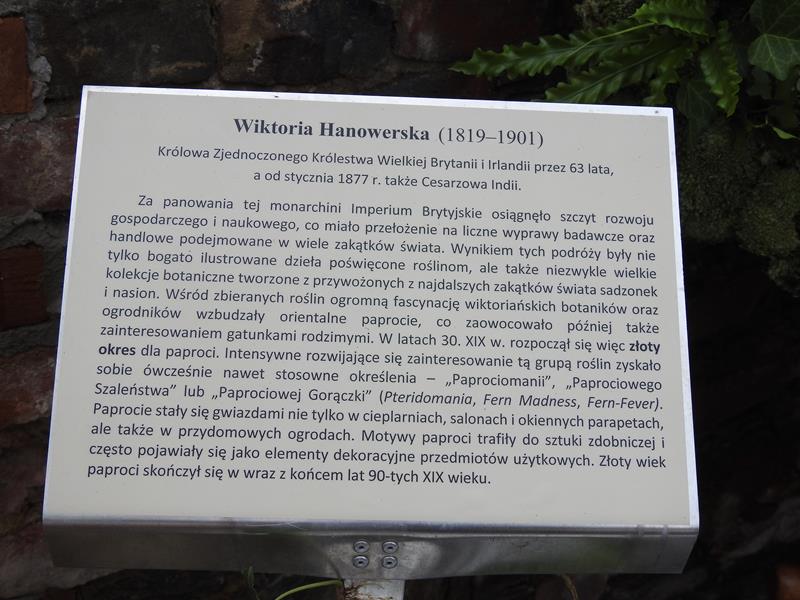 Wiktoria Hanowerska (1819–1901)
Królowa Zjednoczonego Królestwa Wielkiej Brytanii i Irlandii przez 63 lata,
a od stycznia 1877 r. także Cesarzowa Indii.
Za panowania tej monarchini Imperium Brytyjskie osiągnęło szczyt rozwoju
gospodarczego i naukowego, co miało przełożenie na liczne wyprawy badawcze oraz
handlowe podejmowane w wiele zakątków świata. Wynikiem tych podróży były nie
tylko bogato ilustrowane dzieła poświęcone roślinom, ale także niezwykle wielkie
kolekcje botaniczne tworzone z przywożonych z najdalszych zakątków świata sadzonek
i nasion. Wśród zbieranych roślin ogromną fascynację wiktoriańskich botaników oraz
ogrodników wzbudzały orientalne paprocie, co zaowocowało później także
zainteresowaniem gatunkami rodzimymi. W latach 30. XIX w. rozpoczął się więc złoty
okres dla paproci. Intensywne rozwijające się zainteresowanie tą grupą roślin zyskało
sobie ówcześnie nawet stosowne określenia – „Paprociomanii”, „Paprociowego
Szaleństwa” lub „Paprociowej Gorączki” (Pteridomania, Fern Madness, Fern-Fever).
Paprocie stały się gwiazdami nie tylko w cieplarniach, salonach i okiennych parapetach,
ale także w przydomowych ogrodach. Motywy paproci trafiły do sztuki zdobniczej i
często pojawiały się jako elementy dekoracyjne przedmiotów użytkowych. Złoty wiek
paproci skończył się w wraz z końcem lat 90-tych XIX wieku.